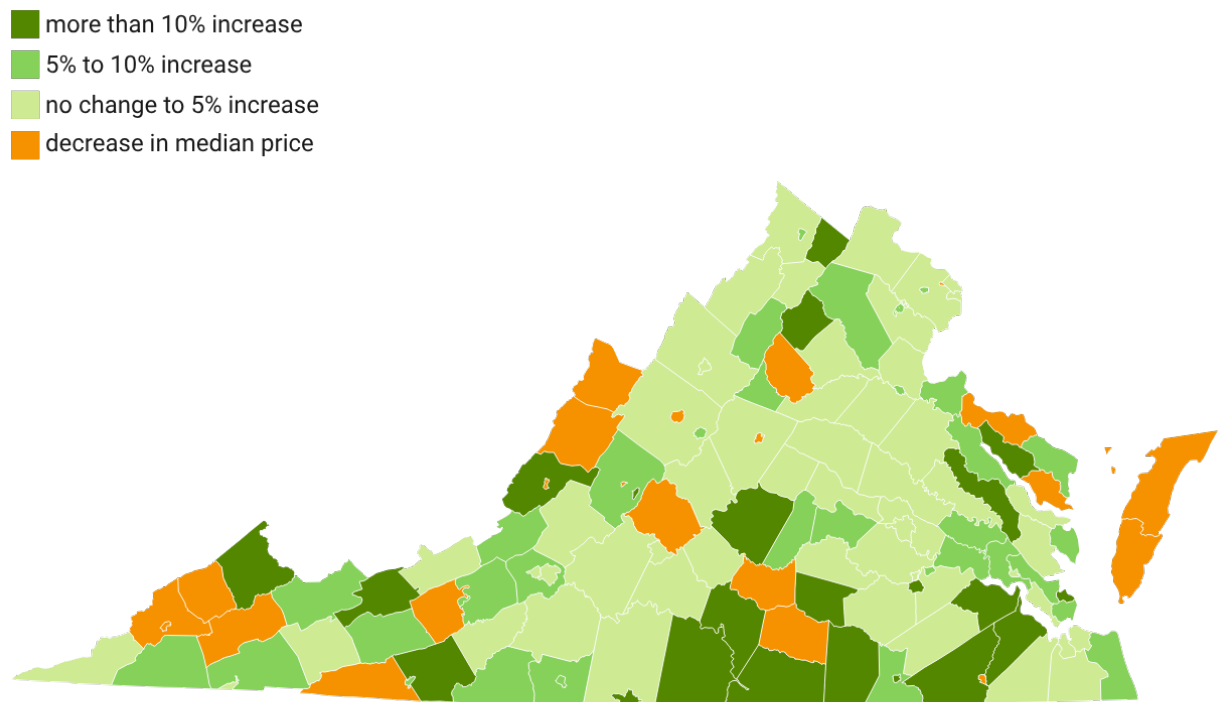 more than 10% increase
5% to 10% increase
no change to 5% increase
decrease in median price